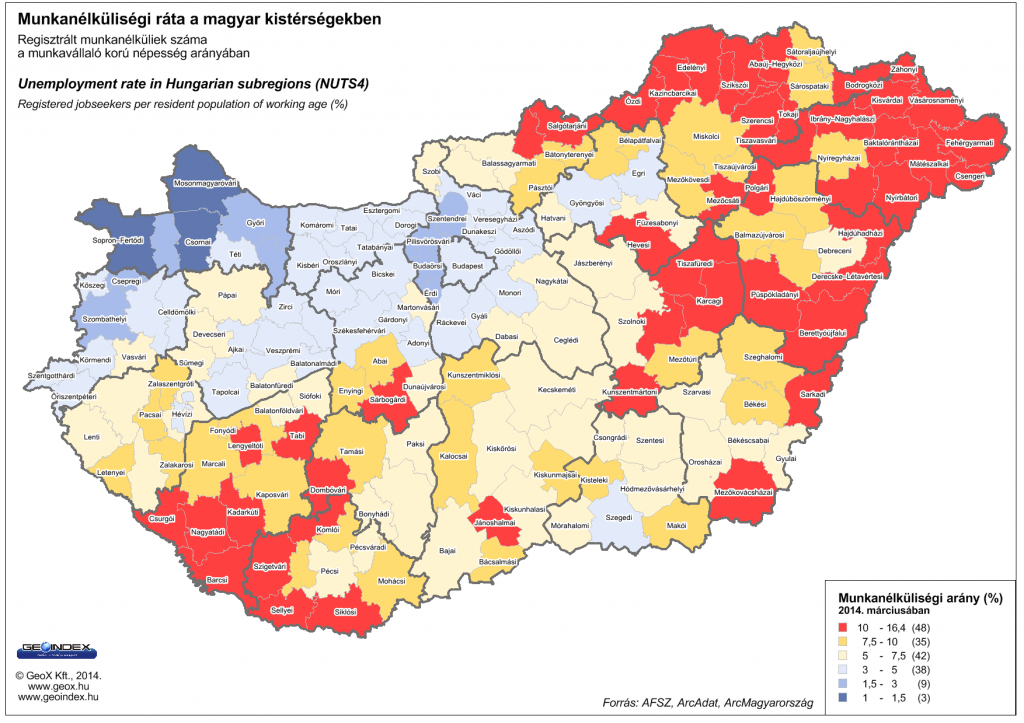 Munkanélküliségi ráta a magyar kistérségekben
Regisztrált munkanélküliek száma
a munkavállaló korú népesség arányában
Unemployment rate in Hungarian subregions (NUTS4)
Registered jobseekers per resident population of working age (%)
Sátoraljaújhelyi
Abaúj–Hegyközi
Edelényi
Szikszói
Sárospataki
Záhonyi
Bodrogközi
Kazincbarcikai
Kisvárdai
Ózdi
Vásárosnaményi
Tokaji
Szerencsi
Ibrány–Nagyhalászi
Salgótarjáni
Miskolci
Tiszavasvári
Baktalórántházai
Fehérgyarmati
Bélapátfalvai
Bátonyterenyei
Nyíregyházai
Mátészalkai
Balassagyarmati
Tiszaújvárosi
Csengeri
Szobi
Egri
Mezőkövesdi
Polgári
Mosonmagyaróvári
Pásztói
Nyírbátori
Váci
Gyöngyösi
Mezőcsáti
Hajdúböszörményi
Esztergomi
Szentendrei
Veresegyházi
Hatvani
Füzesabonyi
Győri
Komáromi
Tatai
Dorogi
Dunakeszi
Aszódi
Balmazújvárosi
Hajdúhadházi
Sopron–Fertődi
Csornai
Pilisvörösvári
Hevesi
Tatabányai
Gödöllői
Debreceni
Téti
Kisbéri
Oroszlányi
Budaörsi
Budapest
Jászberényi
Tiszafüredi
Bicskei
Derecske–Létavértesi
Kőszegi
Csepregi
Nagykátai
Pápai
Móri
Érdi
Monori
Püspökladányi
Karcagi
Zirci
Martonvásári
Celldömölki
Szombathelyi
Gárdonyi
Gyáli
Szolnoki
Ráckevei
Székesfehérvári
Berettyóújfalui
Devecseri
Dabasi
Ceglédi
Adonyi
Ajkai
Veszprémi
Körmendi
Vasvári
Mezőtúri
Szeghalomi
Sümegi
Balatonalmádi
Abai
Szentgotthárdi
Kunszentmiklósi
Zalaszentgróti
Balatonfüredi
Dunaújvárosi
Kecskeméti
Tapolcai
Enyingi
Kunszentmártoni
Szarvasi
Sarkadi
Őriszentpéteri
Siófoki
Sárbogárdi
Hévízi
Békési
Pacsai
Balatonföldvári
Lenti
Fonyódi
Tabi
Csongrádi
Szentesi
Békéscsabai
Lengyeltóti
Paksi
Kiskőrösi
Tamási
Kalocsai
Gyulai
Zalakarosi
Marcali
Orosházai
Letenyei
Kiskunmajsai
Kisteleki
Kaposvári
Dombóvári
Hódmezővásárhelyi
Mezőkovácsházai
Kadarkúti
Bonyhádi
Kiskunhalasi
Csurgói
Szegedi
Jánoshalmai
Mórahalomi
Nagyatádi
Komlói
Makói
Pécsváradi
Bajai
Szigetvári
Bácsalmási
Pécsi
Barcsi
Mohácsi
Sellyei
Siklósi
Munkanélküliségi arány (%)
2014. márciusában
10 - 16,4 (48)
7,5 - 10 (35)
5 - 7,5 (42)
3 - 5 (38)
1,5 - 3 (9)
1 - 1,5 (3)
GEOINDEX
© GeoX Kft., 2014.
www.geox.hu
www.geoindex.hu
Forrás: AFSZ, ArcAdat, ArcMagyarország